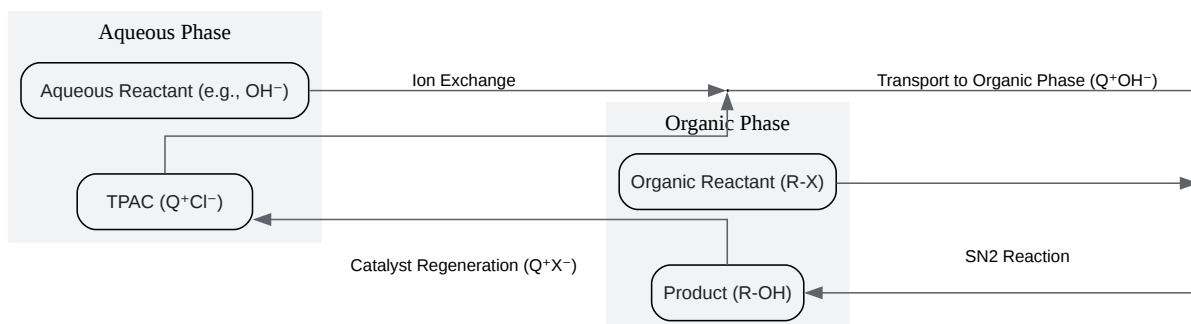 Aqueous Phase
Aqueous Reactant (e.g., OH⁻)
Ion Exchange
Transport to Organic Phase (Q⁺OH⁻)
Organic Phase
Organic Reactant (R-X)
TPAC (Q⁺Cl⁻)
Catalyst Regeneration (Q⁺X⁻)
SN2 Reaction
Product (R-OH)